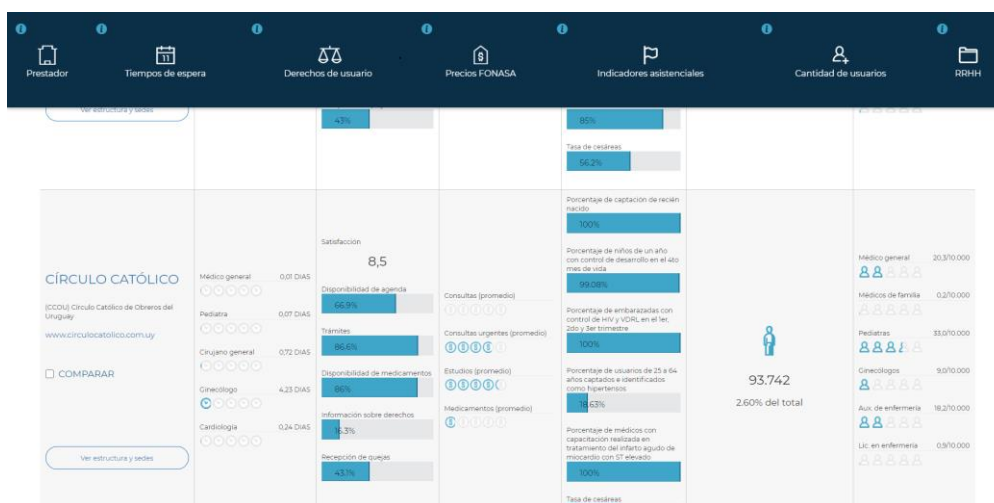 Prestador
Tiempos de espera
Derechos de usuario
Precios FONASA
Indicadores asistenciales
Cantidad de usuarios
RRHH
11
Ver estructura y sedes
43%
85%
Tasa de cesáreas
56.2%
CÍRCULO CATÓLICO
(CCOU) Círculo Católico de Obreros del
Uruguay
www.circulocatolico.com.uy
COMPARAR
Ver estructura y sedes
Médico general 0,01 DIAS
Pediatra 0,07 DIAS
Cirujano general 0,72 DIAS
Ginecólogo 4,23 DIAS
Cardiología 0,24 DIAS
Satisfacción
8,5
Disponibilidad de agenda
66.9%
Trámites
86.6%
Disponibilidad de medicamentos
86%
Información sobre derechos
16.3%
Recepción de quejas
43.1%
Consultas (promedio)
Consultas urgentes (promedio)
Estudios (promedio)
Medicamentos (promedio)
Porcentaje de captación de recién
nacido
100%
Porcentaje de niños de un año
con control de desarrollo en el 4to
mes de vida
99.08%
Porcentaje de embarazadas con
control de HIV y VDRL en el 1er,
2do y 3er trimestre
100%
Porcentaje de usuarios de 25 a 64
años captados e identificados
como hipertensos
18.63%
Porcentaje de médicos con
capacitación realizada en
tratamiento del infarto agudo de
miocardio con ST elevado
100%
Tasa de cesáreas
93.742
2.60% del total
Médico general 20,3/10.000
Médicos de familia 0,2/10.000
Pediatras 33,0/10.000
Ginecólogos 9,0/10.000
Aux. de enfermería 18,2/10.000
Lic. en enfermería 0,9/10.000